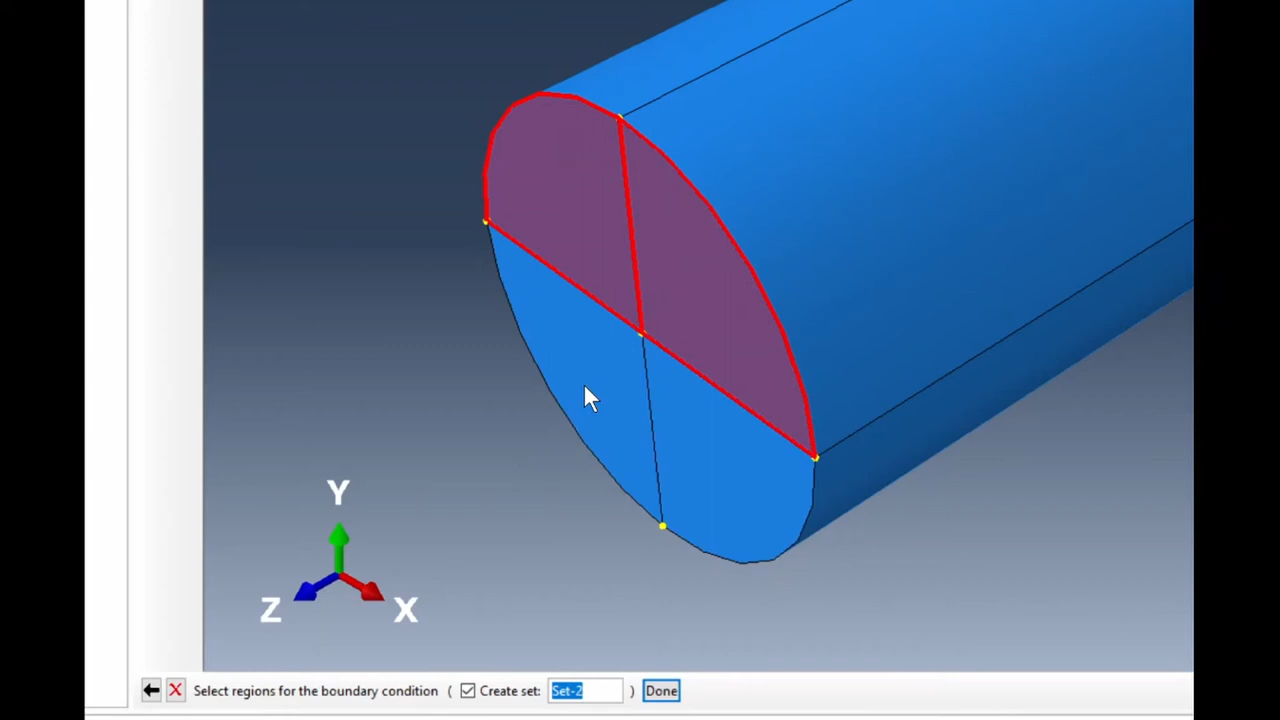 Y
Z
X
Select regions for the boundary condition ( Create set: Set-2 ) Done